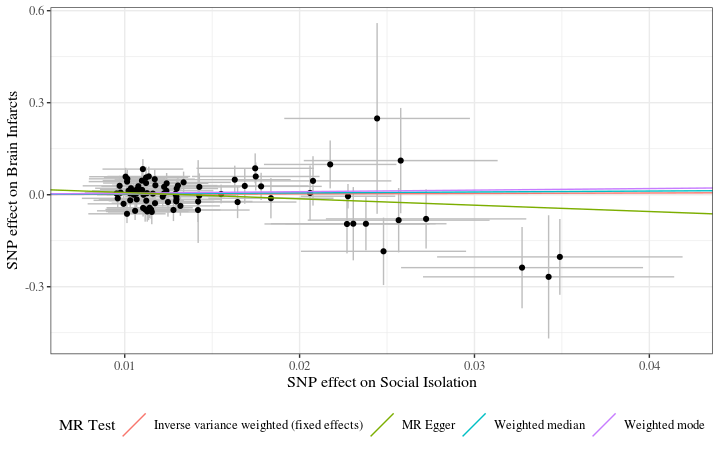 0.6
0.3
0.0
-0.3
SNP effect on Brain Infarcts
0.01 0.02 0.03 0.04
SNP effect on Social Isolation
MR Test Inverse variance weighted (fixed effects) MR Egger Weighted median Weighted mode